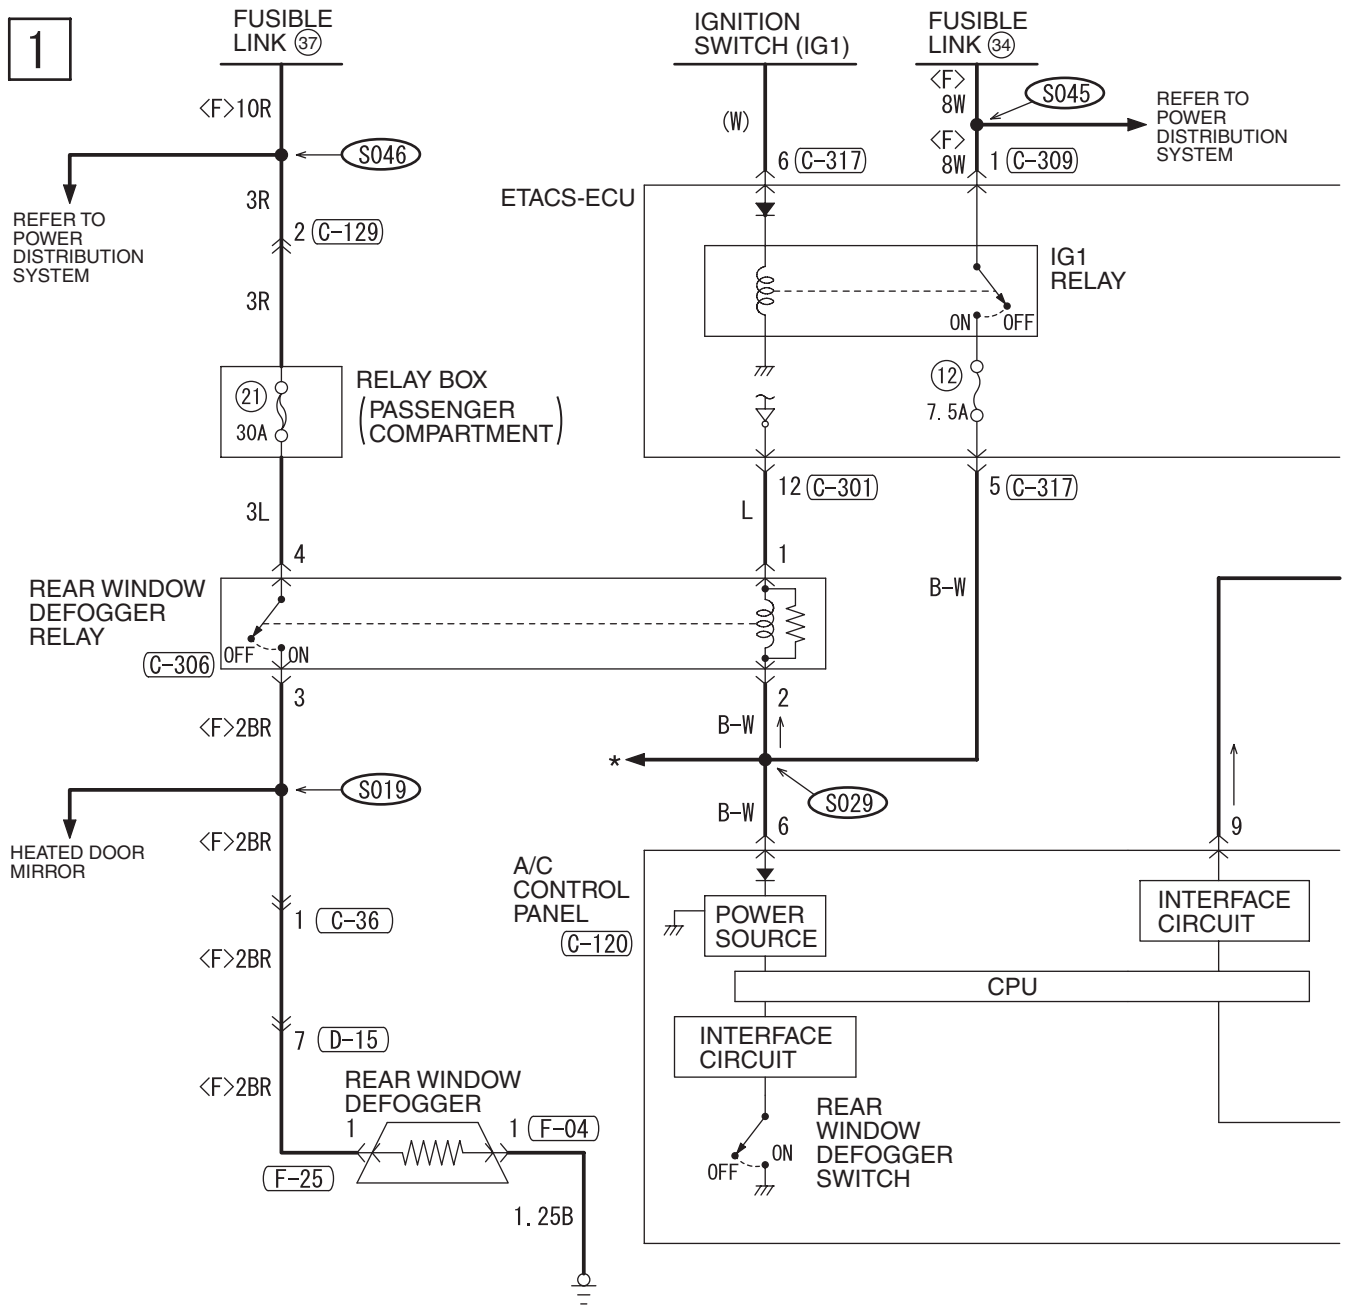 1
FUSIBLE
LINK 37
IGNITION
SWITCH (IG1)
FUSIBLE
LINK 34
<F>10R
(W)
<F>
8W
S045
REFER TO
POWER
DISTRIBUTION
SYSTEM
<F>
8W
S046
6 C-317
1 C-309
3R
ETACS-ECU
REFER TO
POWER
DISTRIBUTION
SYSTEM
2 C-129
3R
IG1
RELAY
ON
OFF
21
30A
RELAY BOX
(PASSENGER
COMPARTMENT)
12
7.5A
12 C-301
5 C-317
3L
L
4
1
REAR WINDOW
DEFOGGER
RELAY
B-W
C-306
OFF
ON
3
2
<F>2BR
B-W
*
S019
S029
B-W
6
9
<F>2BR
HEATED DOOR
MIRROR
A/C
CONTROL
PANEL
C-120
POWER
SOURCE
INTERFACE
CIRCUIT
1 C-36
<F>2BR
CPU
7 D-15
INTERFACE
CIRCUIT
<F>2BR
REAR WINDOW
DEFOGGER
1
1 F-04
F-25
REAR
WINDOW
DEFOGGER
SWITCH
OFF
ON
1.25B